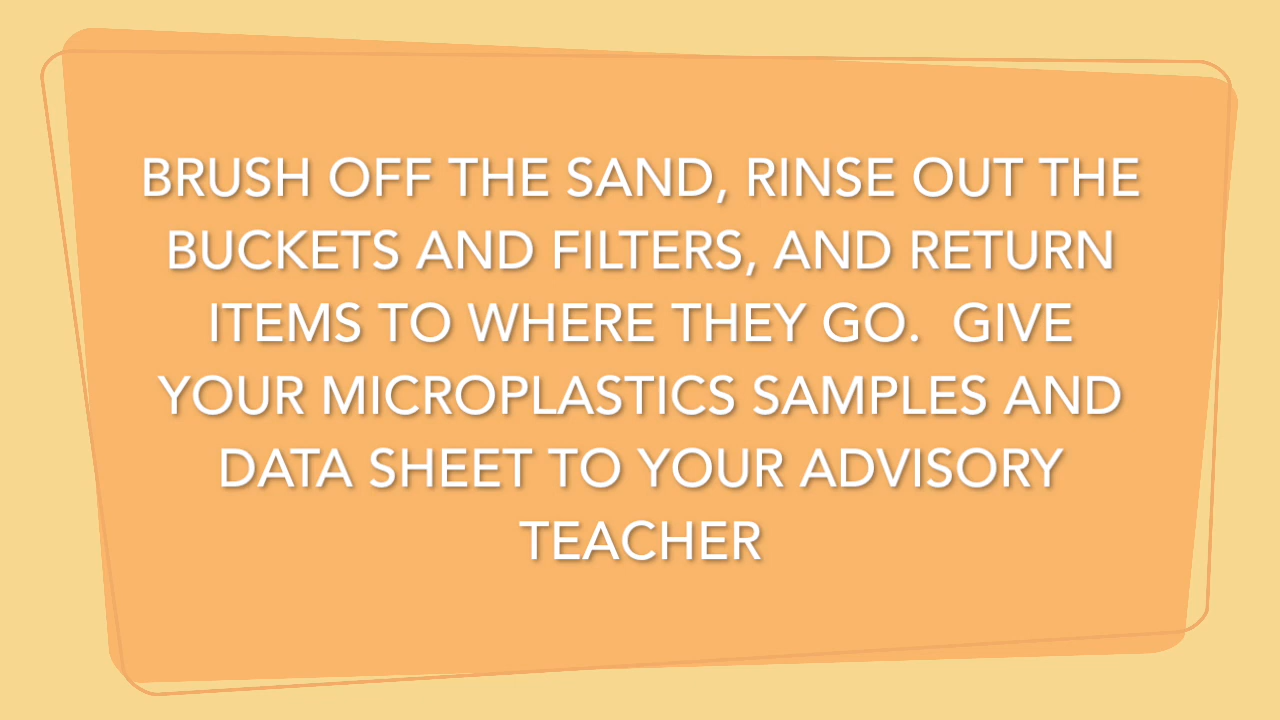 BRUSH OFF THE SAND, RINSE OUT THE
BUCKETS AND FILTERS, AND RETURN
ITEMS TO WHERE THEY GO.  GIVE
YOUR MICROPLASTICS SAMPLES AND
DATA SHEET TO YOUR ADVISORY
TEACHER